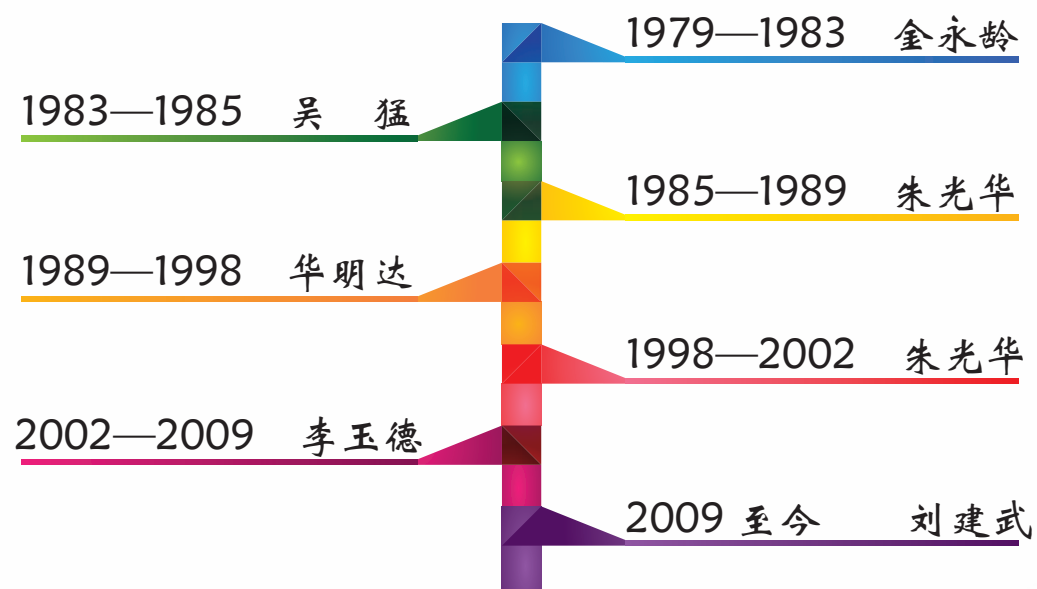 1979—1983 金永龄
1983—1985 吴 猛
1985—1989 朱光华
1989—1998 华明达
1998—2002 朱光华
2002—2009 李玉德
2009 至今 刘建武